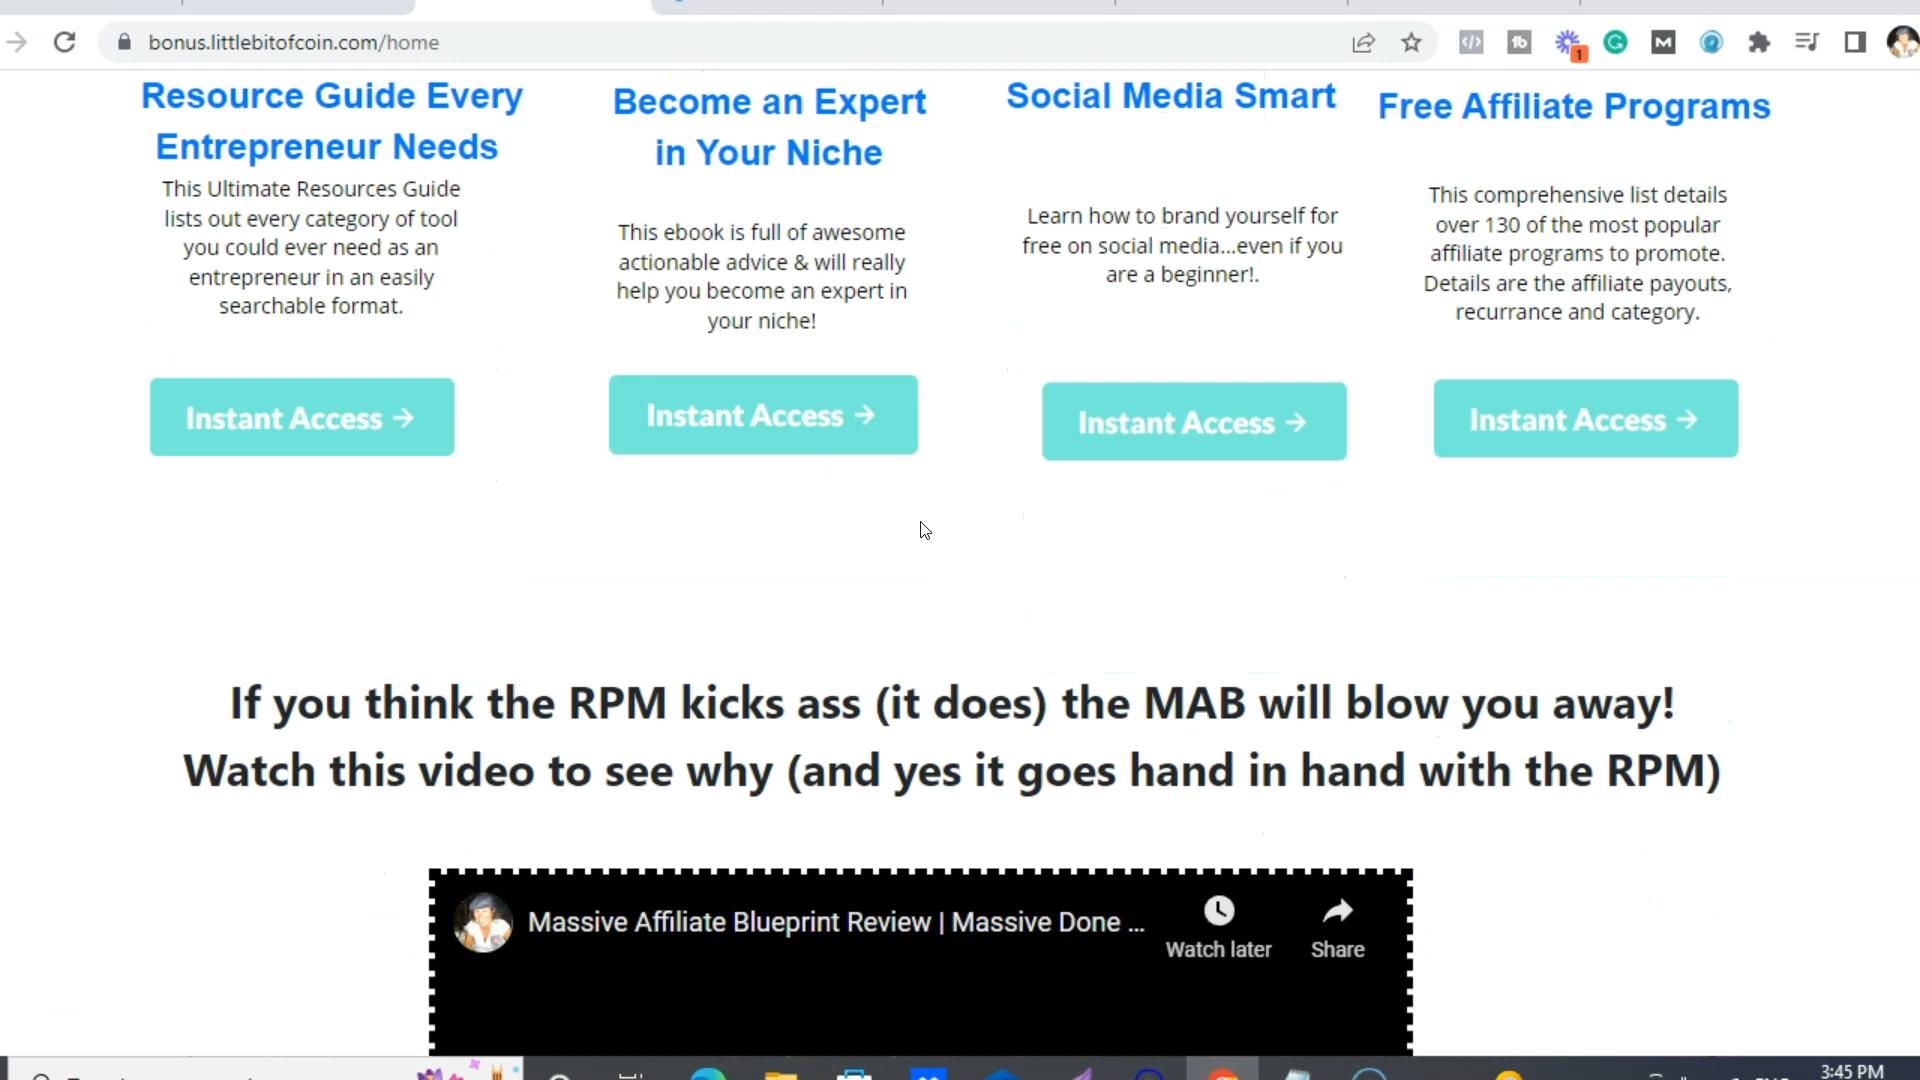 bonus.littlebitofcoin.com/home
1
Resource Guide Every
Entrepreneur Needs
This Ultimate Resources Guide
lists out every category of tool
you could ever need as an
entrepreneur in an easily
searchable format.
Instant Access →
Become an Expert
in Your Niche
This ebook is full of awesome
actionable advice & will really
help you become an expert in
your niche!
Instant Access →
Social Media Smart
Learn how to brand yourself for
free on social media...even if you
are a beginner!.
Instant Access →
Free Affiliate Programs
This comprehensive list details
over 130 of the most popular
affiliate programs to promote.
Details are the affiliate payouts,
recurrance and category.
Instant Access →
If you think the RPM kicks ass (it does) the MAB will blow you away!
Watch this video to see why (and yes it goes hand in hand with the RPM)
Massive Affiliate Blueprint Review | Massive Done ...
Watch later
Share
3:45 PM